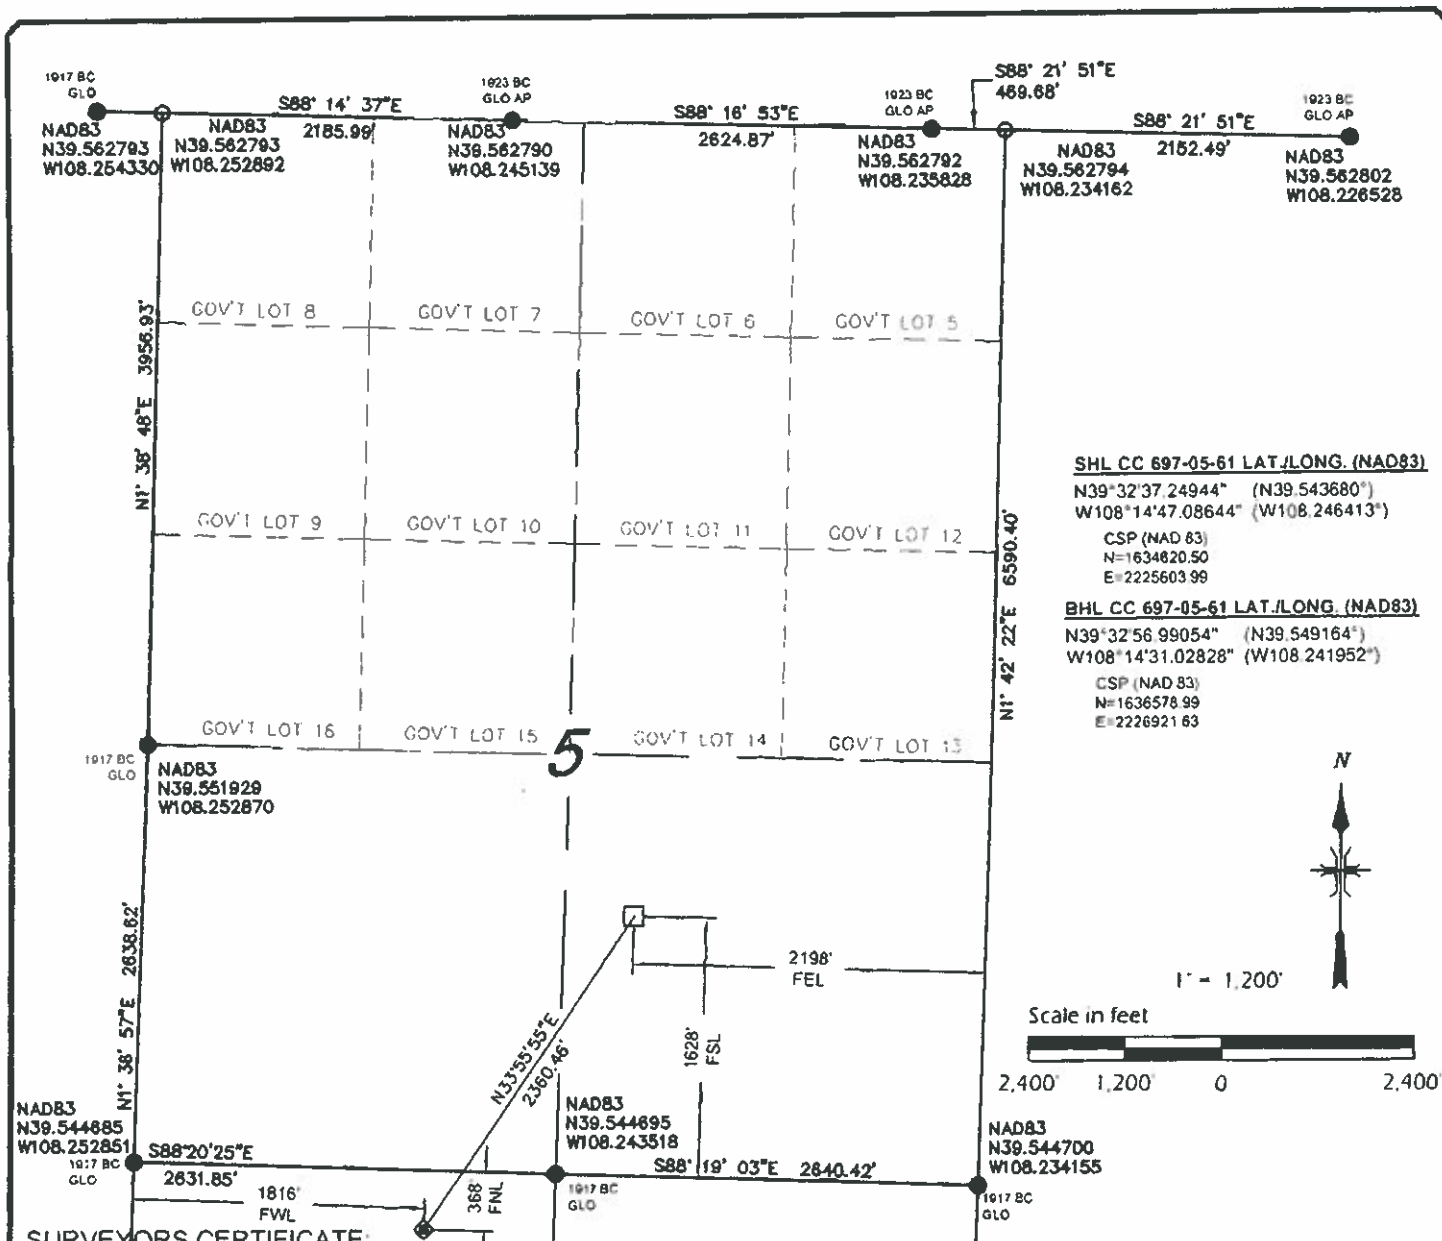 1917 BC
GLO
NAD83
N39.562793
W108.254330
NAD83
N39.562793
W108.252892
S88° 14' 37"E
2185.99'
1923 BC
GLO AP
NAD83
N39.562790
W108.245139
S88° 16' 53"E
2624.87'
1923 BC
GLO AP
NAD83
N39.562792
W108.235828
S88° 21' 51"E
469.68'
NAD83
N39.562794
W108.234162
S88° 21' 51"E
2152.49'
1923 BC
GLO AP
NAD83
N39.562802
W108.226528
GOV'T LOT 8
GOV'T LOT 7
GOV'T LOT 6
GOV'T LOT 5
N1° 38' 48"E 3956.93'
GOV'T LOT 9
GOV'T LOT 10
GOV'T LOT 11
GOV'T LOT 12
N1° 42' 22"E 6590.40'
SHL CC 697-05-61 LAT./LONG. (NAD83)
N39°32'37.24944" (N39.543680°)
W108°14'47.08644" (W108.246413°)
CSP (NAD 83)
N=1634620.50
E=2225603.99
BHL CC 697-05-61 LAT./LONG. (NAD83)
N39°32'56.99054" (N39.549164°)
W108°14'31.02828" (W108.241952°)
CSP (NAD 83)
N=1636578.99
E=2226921.63
GOV'T LOT 16
GOV'T LOT 15
5
GOV'T LOT 14
GOV'T LOT 13
1917 BC
GLO
NAD83
N39.551929
W108.252870
N
N1° 38' 57"E 2638.62'
2198'
FEL
1628'
FSL
N33°55'55"E
2360.46'
1" = 1,200'
Scale in feet
2,400' 1,200' 0 2,400'
NAD83
N39.544685
W108.252851
1917 BC
GLO
S88°20'25"E
2631.85'
NAD83
N39.544695
W108.243518
1917 BC
GLO
S88° 19' 03"E 2640.42'
NAD83
N39.544700
W108.234155
1917 BC
GLO
1816'
FWL
368'
FNL
SURVEYORS CERTIFICATE: